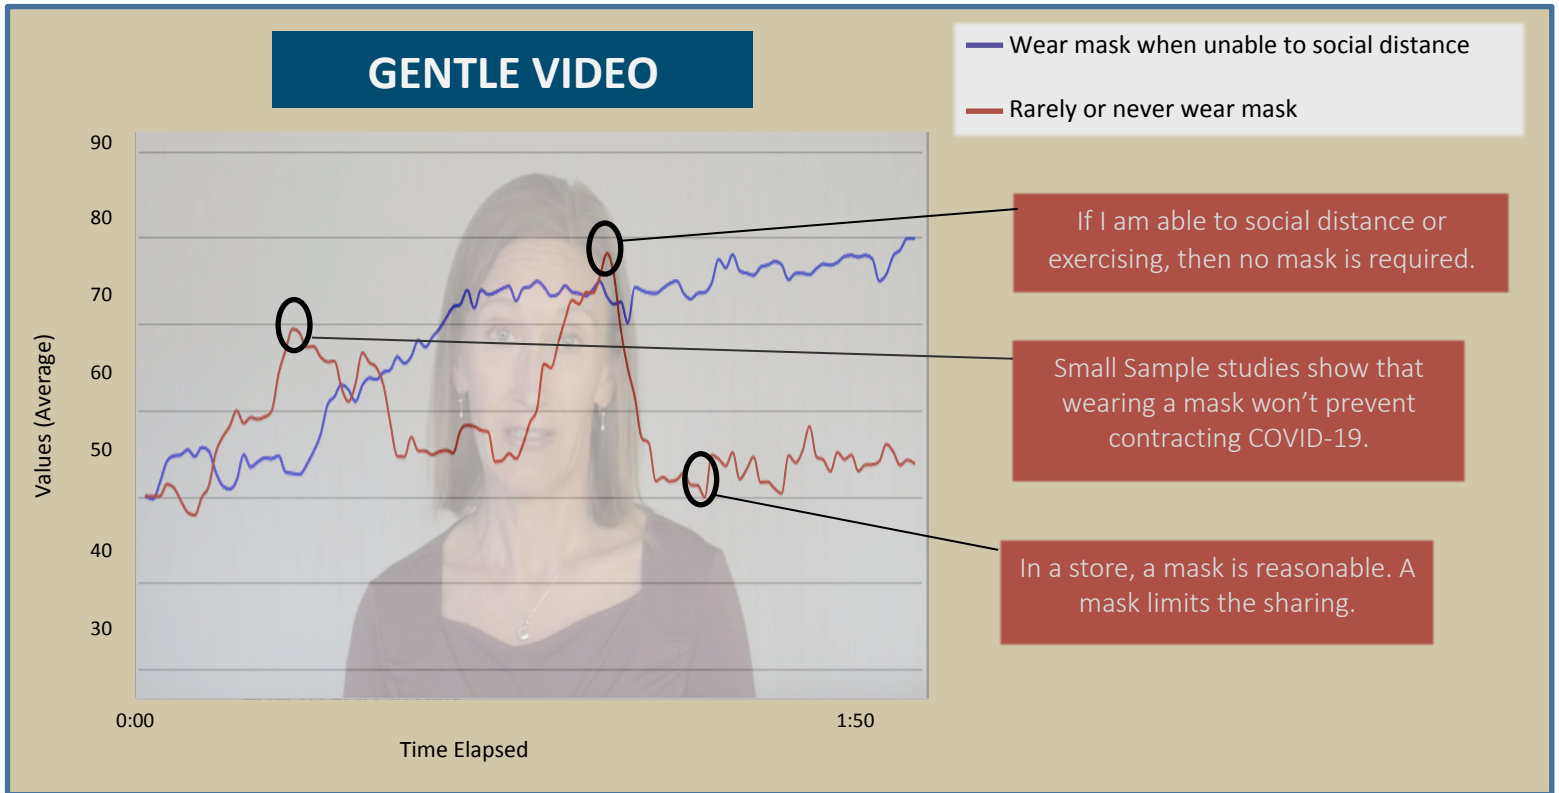 GENTLE VIDEO
Wear mask when unable to social distance
Rarely or never wear mask
90
80
70
60
50
40
30
Values (Average)
0:00
1:50
Time Elapsed
If I am able to social distance or
exercising, then no mask is required.
Small Sample studies show that
wearing a mask won’t prevent
contracting COVID-19.
In a store, a mask is reasonable. A
mask limits the sharing.